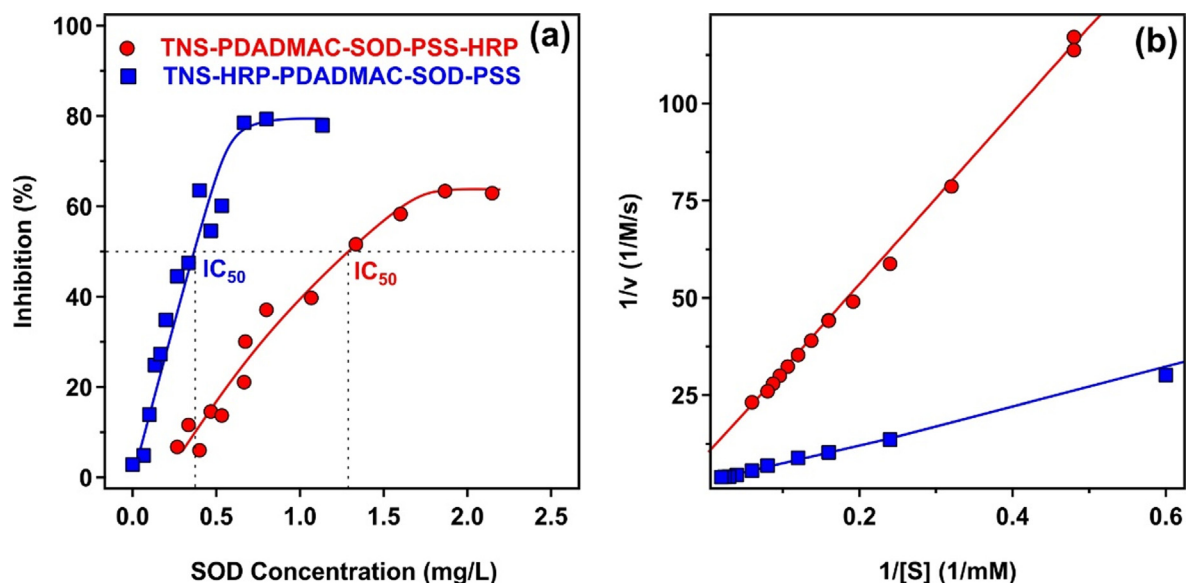 (a)
TNS-PDADMAC-SOD-PSS-HRP
TNS-HRP-PDADMAC-SOD-PSS
100
80
60
40
20
0
Inhibition (%)
IC50
IC50
0.0 0.5 1.0 1.5 2.0 2.5
SOD Concentration (mg/L)
(b)
100
75
50
25
1/v (1/M/s)
0.2 0.4 0.6
1/[S] (1/mM)